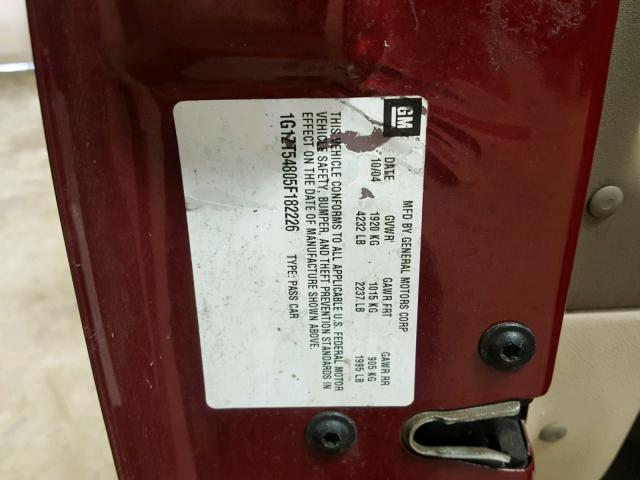 GM
MFD BY GENERAL MOTORS CORP
DATE GVWR GAWR FRT GAWR RR
10/04 1920 KG 1015 KG 905 KG
4232 LB 2237 LB 1995 LB
THIS VEHICLE CONFORMS TO ALL APPLICABLE U.S. FEDERAL MOTOR
VEHICLE SAFETY, BUMPER, AND THEFT PREVENTION STANDARDS IN
EFFECT ON THE DATE OF MANUFACTURE SHOWN ABOVE.
1G1ZT54805F182226 TYPE: PASS CAR